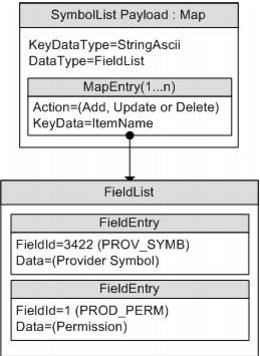 SymbolList Payload : Map
KeyDataType=StringAscii
DataType=FieldList
MapEntry(1...n)
Action=(Add, Update or Delete)
KeyData=ItemName
FieldList
FieldEntry
FieldId=3422 (PROV_SYMB)
Data=(Provider Symbol)
FieldEntry
FieldId=1 (PROD_PERM)
Data=(Permission)